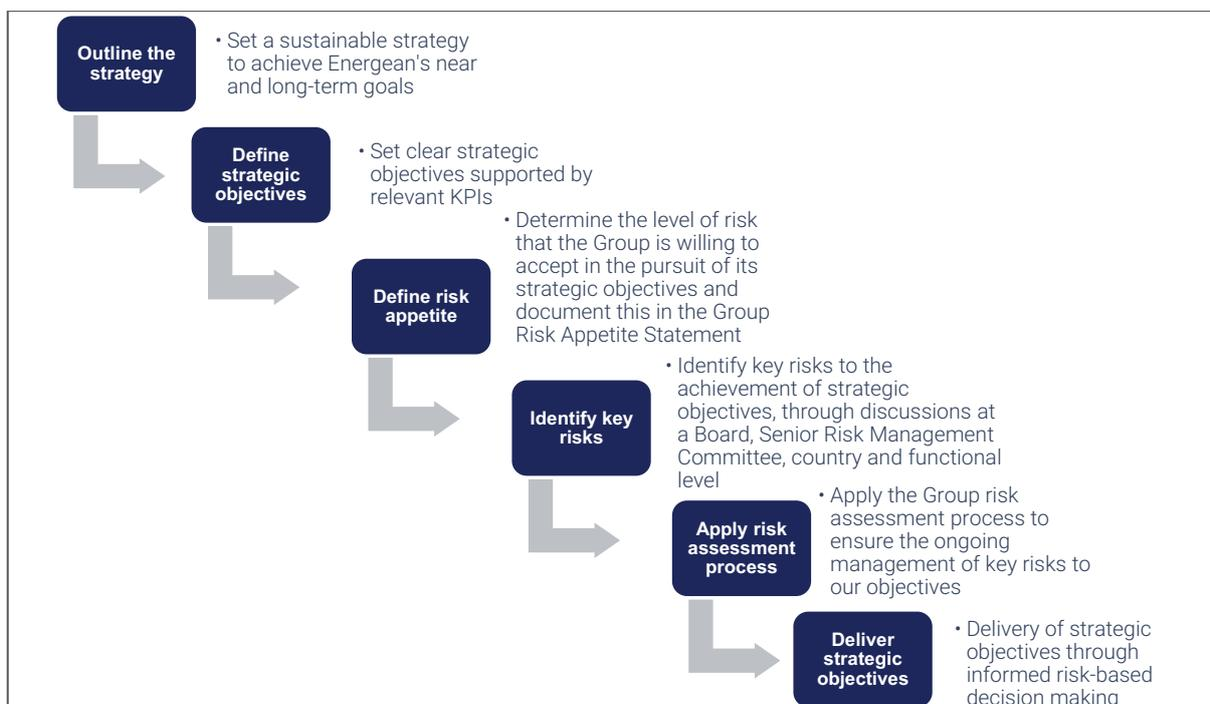 Outline the
strategy
• Set a sustainable strategy
to achieve Energean's near
and long-term goals
Define
strategic
objectives
• Set clear strategic
objectives supported by
relevant KPIs
Define risk
appetite
• Determine the level of risk
that the Group is willing to
accept in the pursuit of its
strategic objectives and
document this in the Group
Risk Appetite Statement
Identify key
risks
• Identify key risks to the
achievement of strategic
objectives, through discussions at
a Board, Senior Risk Management
Committee, country and functional
level
Apply risk
assessment
process
• Apply the Group risk
assessment process to
ensure the ongoing
management of key risks to
our objectives
Deliver
strategic
objectives
• Delivery of strategic
objectives through
informed risk-based
decision making